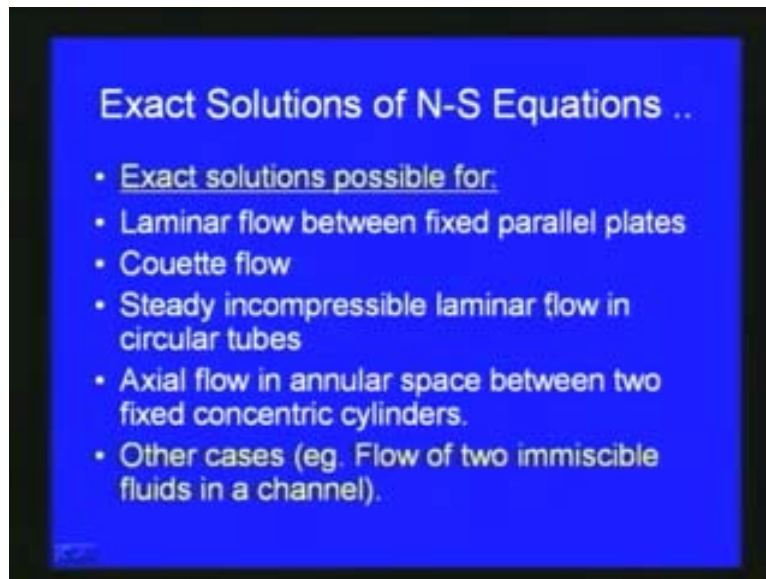 Exact Solutions of N-S Equations ..
• Exact solutions possible for:
• Laminar flow between fixed parallel plates
• Couette flow
• Steady incompressible laminar flow in
circular tubes
• Axial flow in annular space between two
fixed concentric cylinders.
• Other cases (eg. Flow of two immiscible
fluids in a channel).